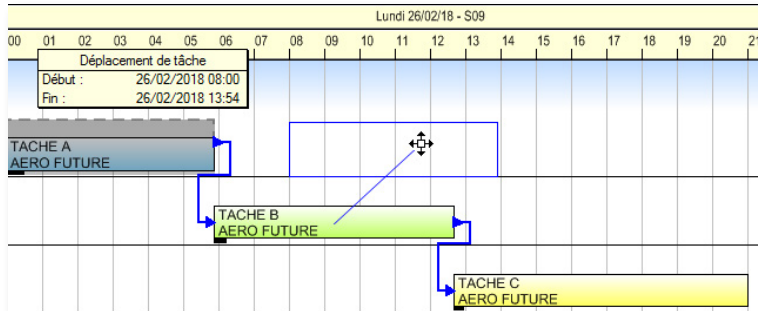 Lundi 26/02/18 - S09
00 01 02 03 04 05 06 07 08 09 10 11 12 13 14 15 16 17 18 19 20 21
Déplacement de tâche
Début : 26/02/2018 08:00
Fin : 26/02/2018 13:54
TACHE A
AERO FUTURE
TACHE B
AERO FUTURE
TACHE C
AERO FUTURE